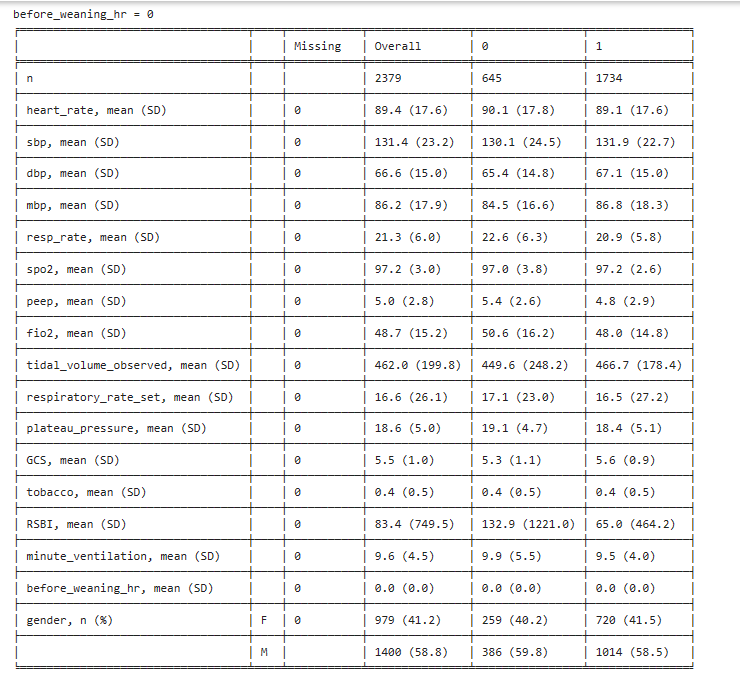 before_weaning_hr = 0
Missing Overall 0 1
n 2379 645 1734
heart_rate, mean (SD) 0 89.4 (17.6) 90.1 (17.8) 89.1 (17.6)
sbp, mean (SD) 0 131.4 (23.2) 130.1 (24.5) 131.9 (22.7)
dbp, mean (SD) 0 66.6 (15.0) 65.4 (14.8) 67.1 (15.0)
mbp, mean (SD) 0 86.2 (17.9) 84.5 (16.6) 86.8 (18.3)
resp_rate, mean (SD) 0 21.3 (6.0) 22.6 (6.3) 20.9 (5.8)
spo2, mean (SD) 0 97.2 (3.0) 97.0 (3.8) 97.2 (2.6)
peep, mean (SD) 0 5.0 (2.8) 5.4 (2.6) 4.8 (2.9)
fio2, mean (SD) 0 48.7 (15.2) 50.6 (16.2) 48.0 (14.8)
tidal_volume_observed, mean (SD) 0 462.0 (199.8) 449.6 (248.2) 466.7 (178.4)
respiratory_rate_set, mean (SD) 0 16.6 (26.1) 17.1 (23.0) 16.5 (27.2)
plateau_pressure, mean (SD) 0 18.6 (5.0) 19.1 (4.7) 18.4 (5.1)
GCS, mean (SD) 0 5.5 (1.0) 5.3 (1.1) 5.6 (0.9)
tobacco, mean (SD) 0 0.4 (0.5) 0.4 (0.5) 0.4 (0.5)
RSBI, mean (SD) 0 83.4 (749.5) 132.9 (1221.0) 65.0 (464.2)
minute_ventilation, mean (SD) 0 9.6 (4.5) 9.9 (5.5) 9.5 (4.0)
before_weaning_hr, mean (SD) 0 0.0 (0.0) 0.0 (0.0) 0.0 (0.0)
gender, n (%) F 0 979 (41.2) 259 (40.2) 720 (41.5)
M 1400 (58.8) 386 (59.8) 1014 (58.5)